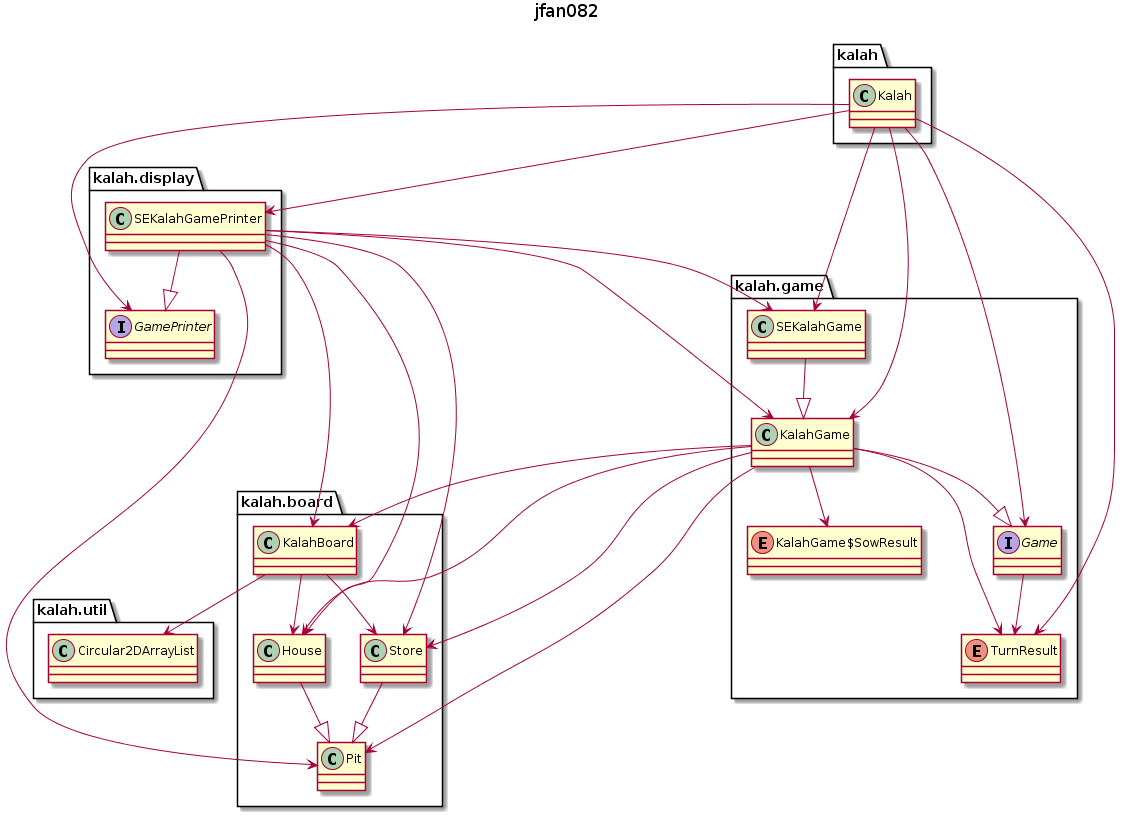 jfan082
kalah
C Kalah
kalah.display
C SEKalahGamePrinter
kalah.game
I GamePrinter
C SEKalahGame
C KalahGame
kalah.board
C KalahBoard
E KalahGame$SowResult
I Game
kalah.util
C Circular2DArrayList
C House
C Store
E TurnResult
C Pit